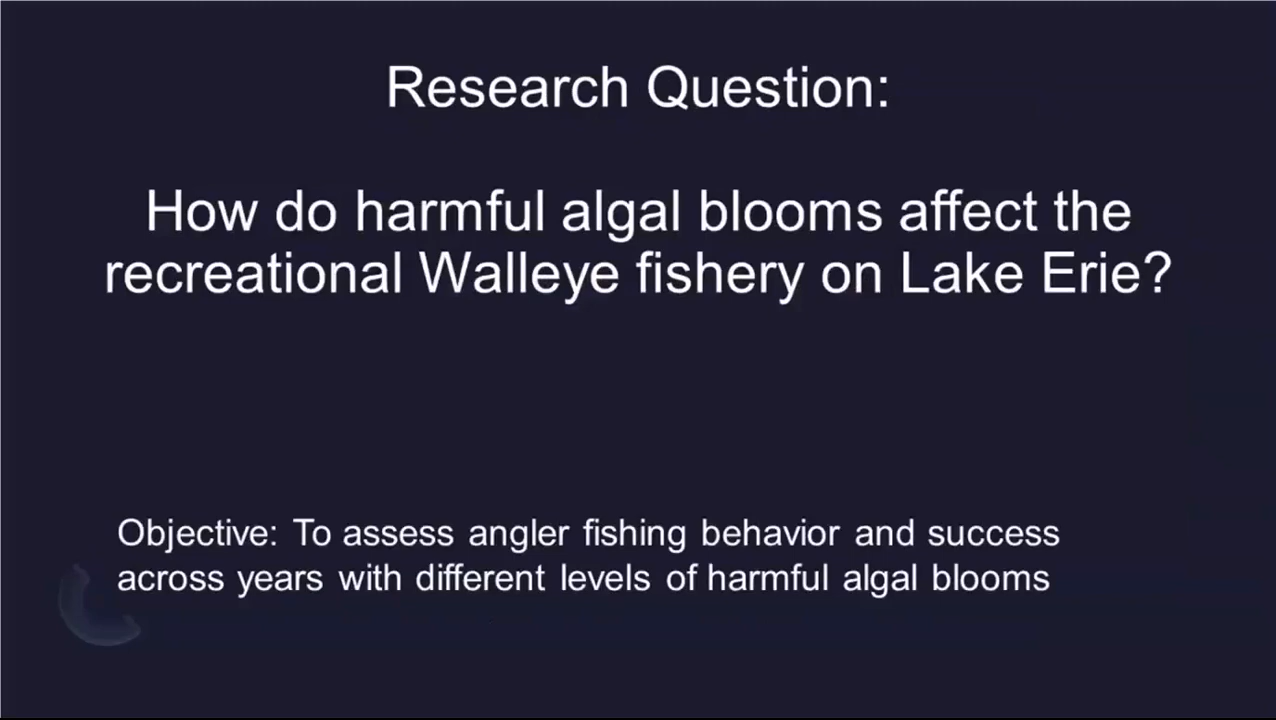 Research Question:
How do harmful algal blooms affect the
recreational Walleye fishery on Lake Erie?
Objective: To assess angler fishing behavior and success
across years with different levels of harmful algal blooms